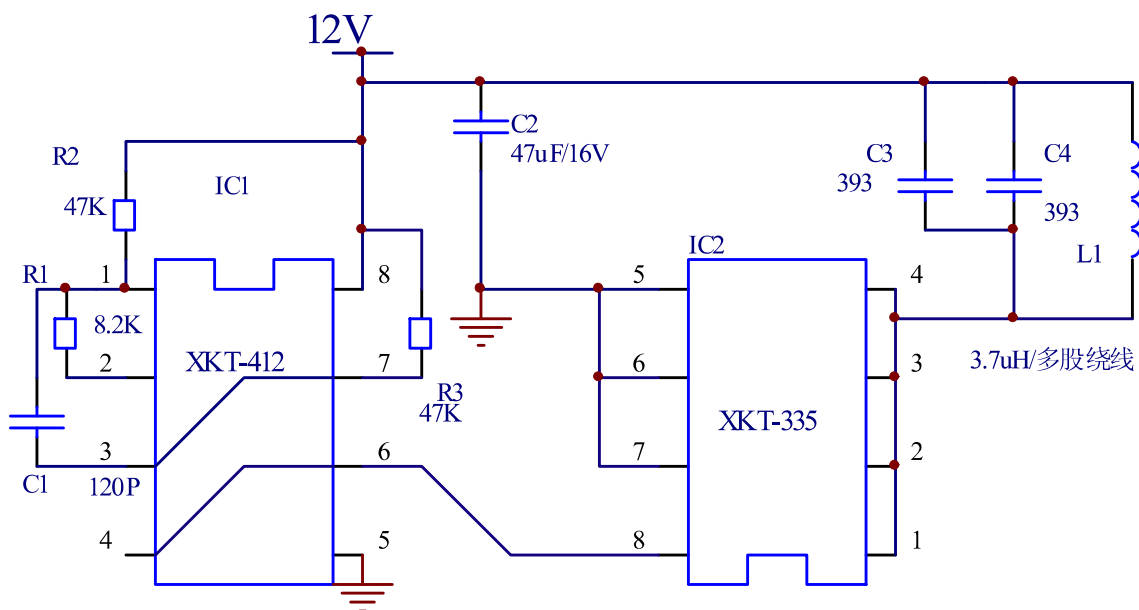 12V
C2
47uF/16V
C3
393
C4
393
R2
47K
IC1
IC2
L1
R1
1
8
5
4
8.2K
XKT-412
2
7
6
3
3.7uH/多股绕线
R3
47K
XKT-335
3
6
7
2
C1
120P
4
5
8
1